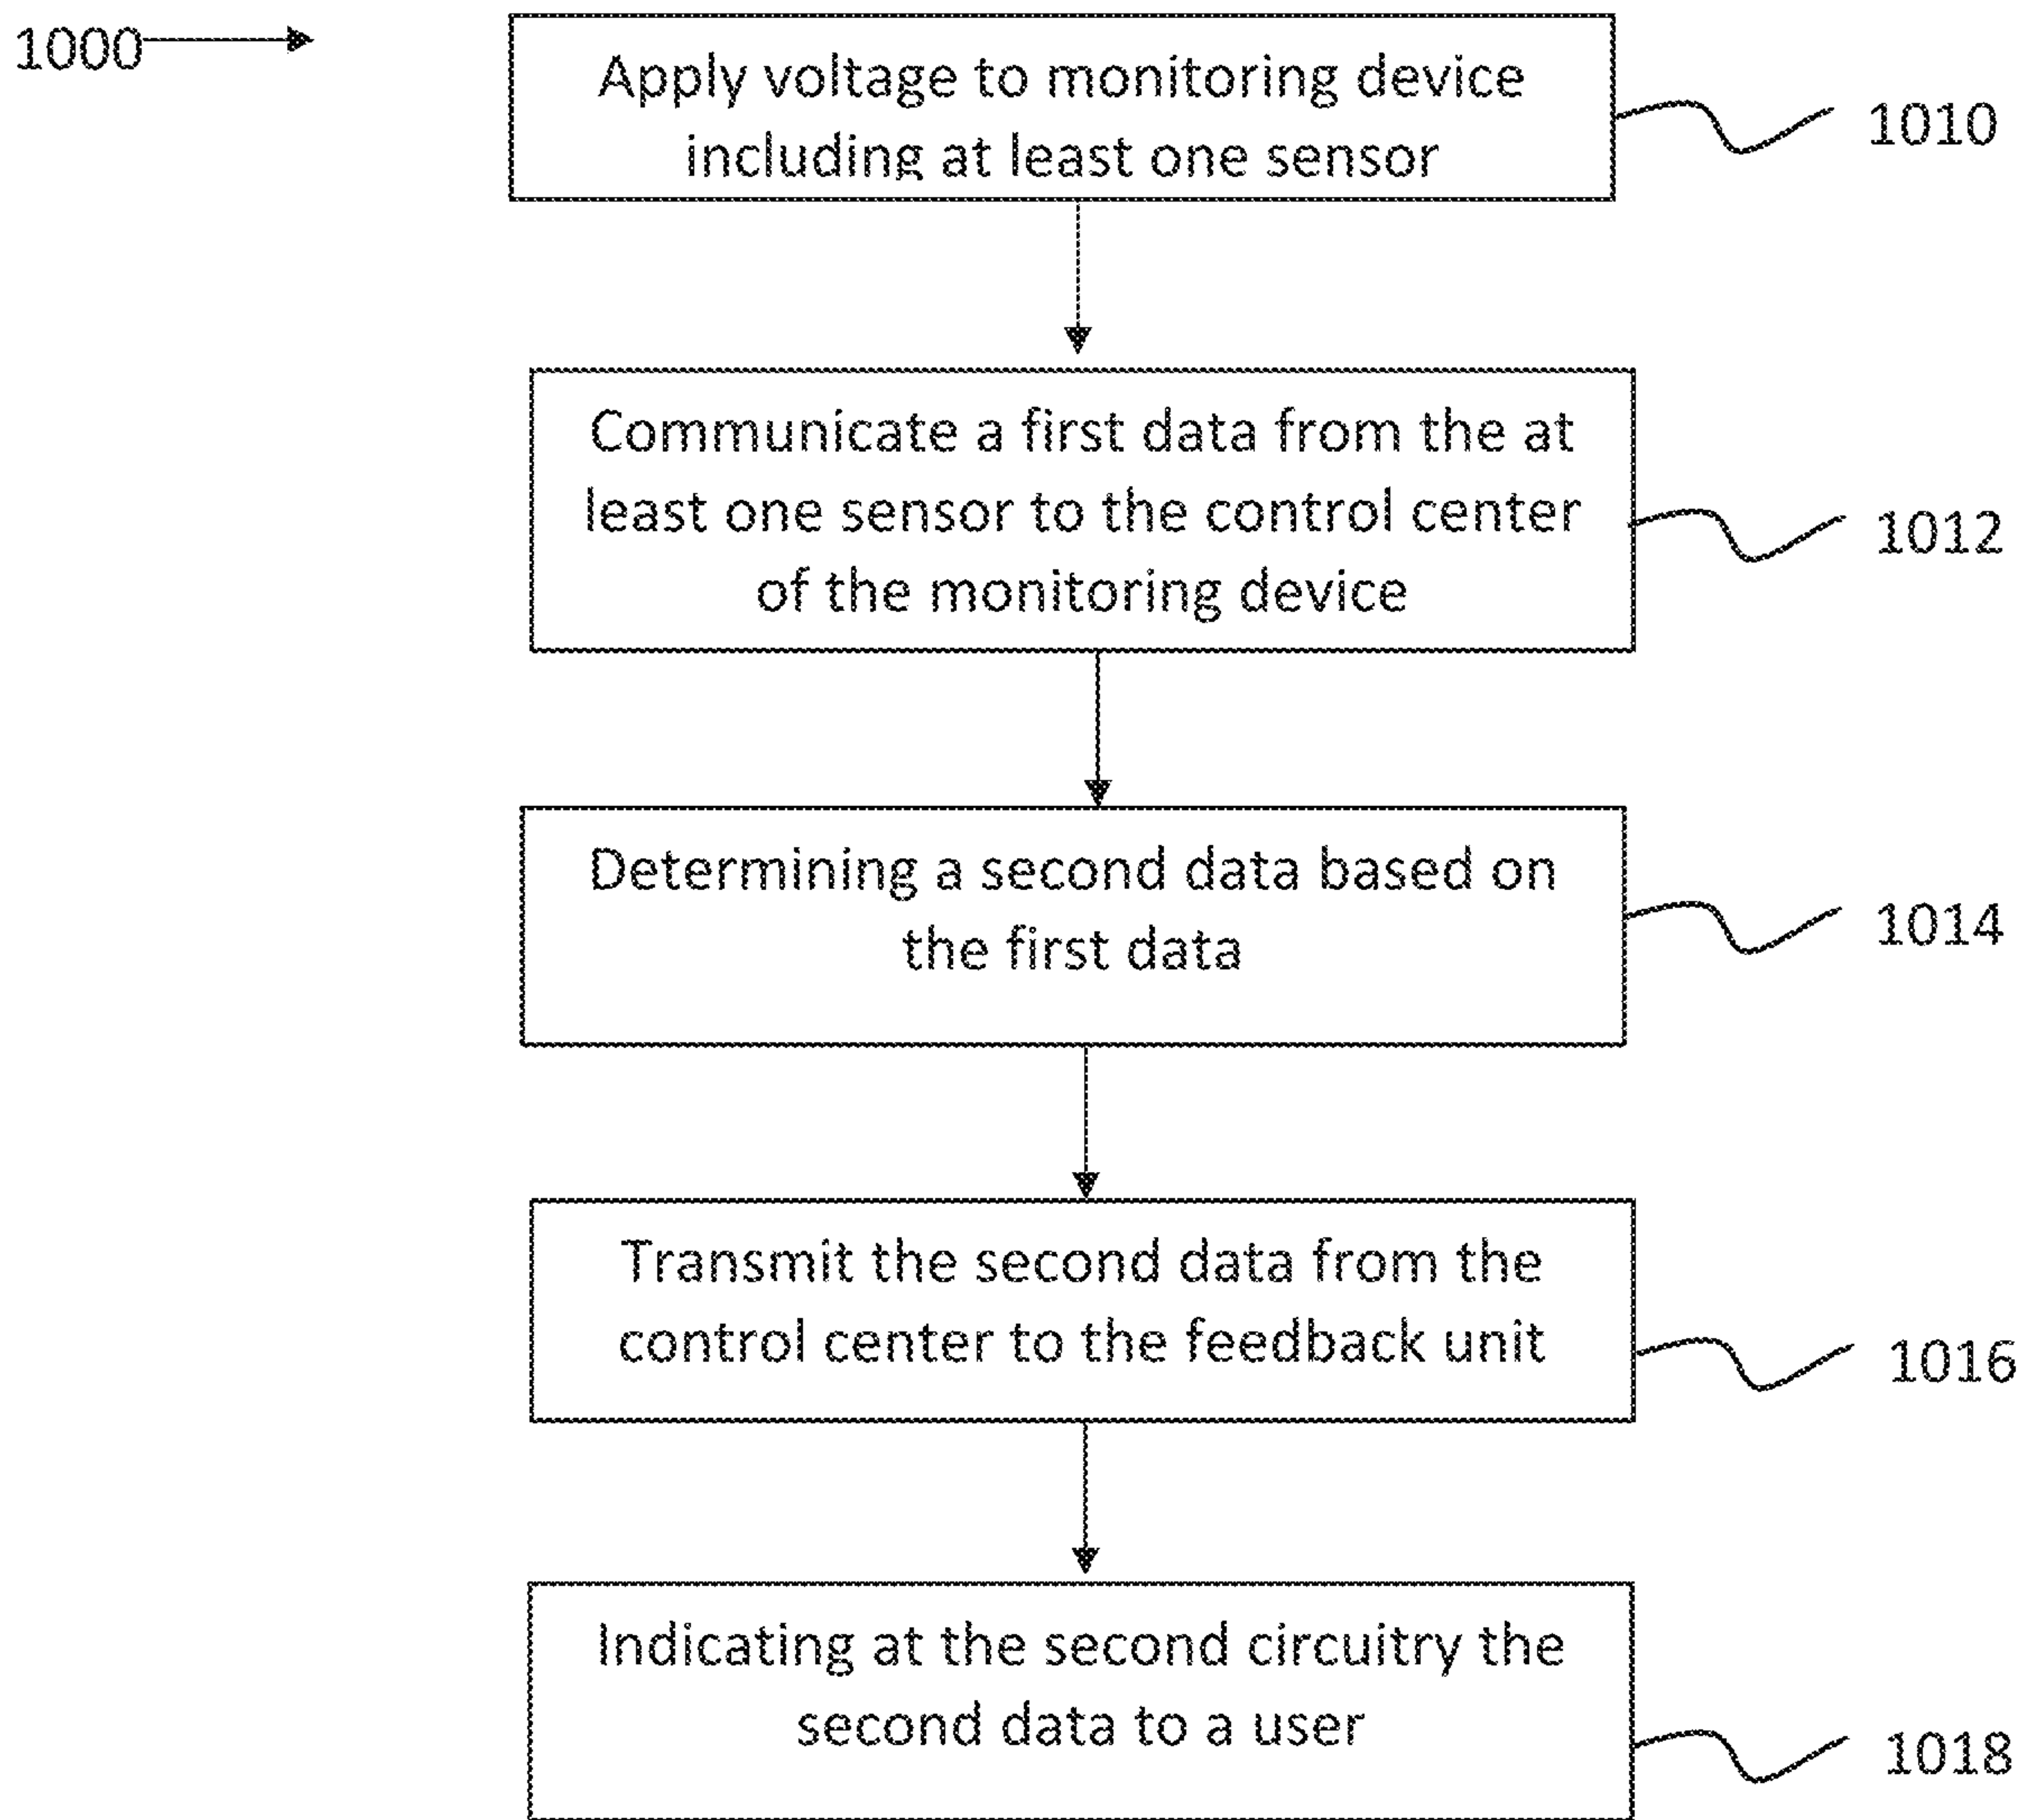 1000
Apply voltage to monitoring device
including at least one sensor
1010
Communicate a first data from the at
least one sensor to the control center
of the monitoring device
1012
Determining a second data based on
the first data
1014
Transmit the second data from the
control center to the feedback unit
1016
Indicating at the second circuitry the
second data to a user
1018